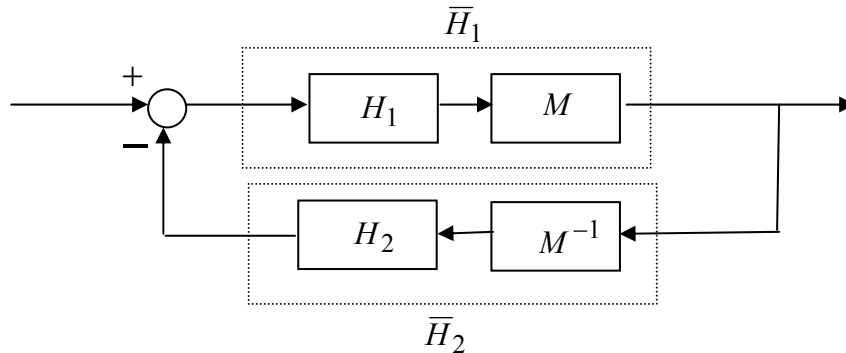 H̅₁
+
H₁ M
−
H₂ M⁻¹
H̅₂